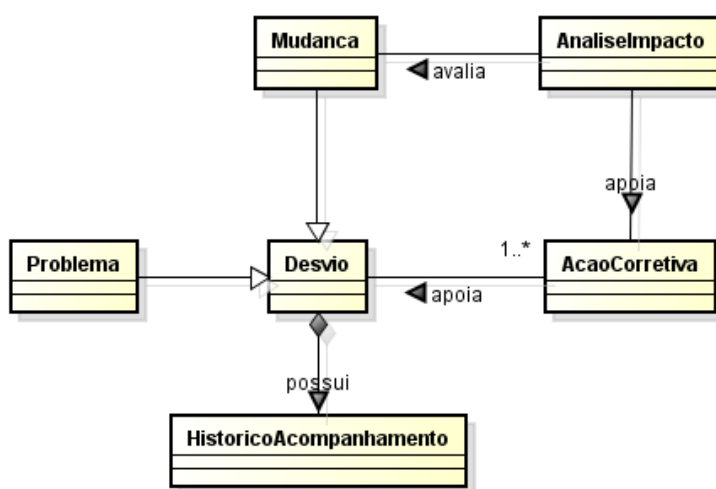 Mudanca
AnaliseImpacto
avalia
apoia
1..*
Problema
Desvio
AcaoCorretiva
apoia
possui
HistoricoAcompanhamento